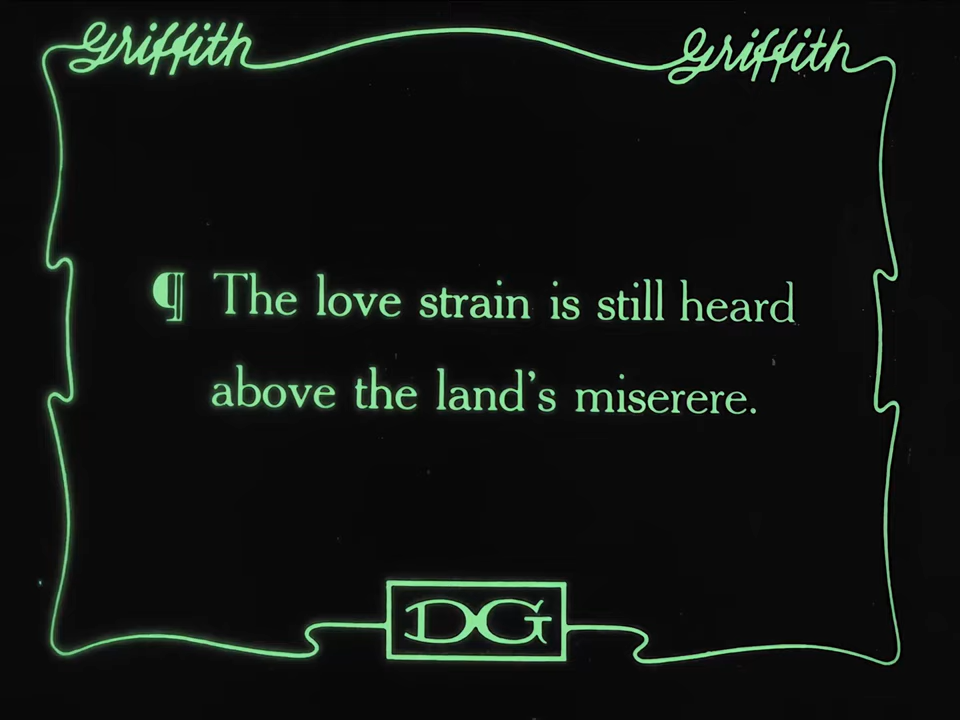 Griffith Griffith
¶ The love strain is still heard
above the land's miserere.
DG